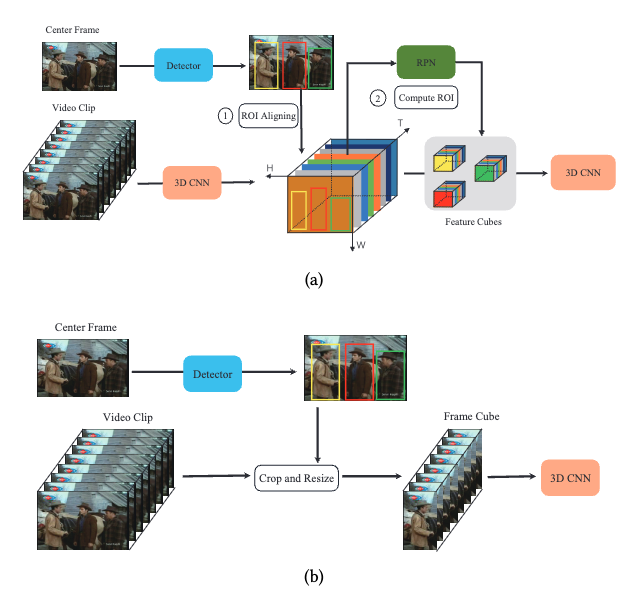 Center Frame
Detector
RPN
1 ROI Aligning
2 Compute ROI
Video Clip
T
H
3D CNN
3D CNN
W
Feature Cubes
(a)
Center Frame
Detector
Video Clip
Frame Cube
Crop and Resize
3D CNN
(b)